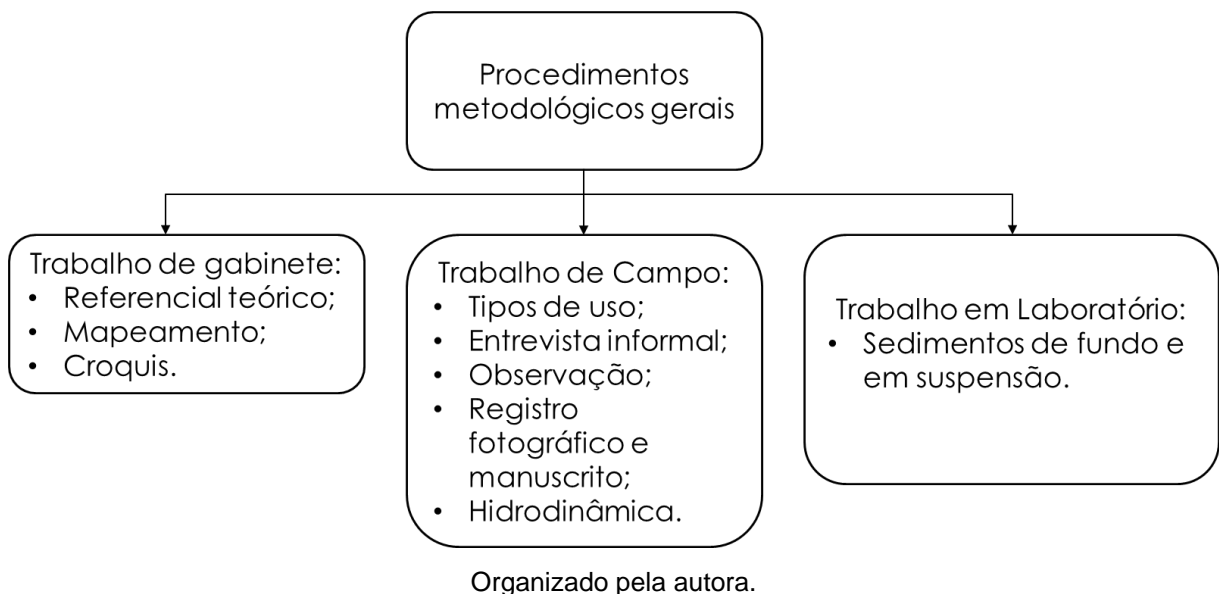 Procedimentos
metodológicos gerais
Trabalho de gabinete:
• Referencial teórico;
• Mapeamento;
• Croquis.
Trabalho de Campo:
• Tipos de uso;
• Entrevista informal;
• Observação;
• Registro
fotográfico e
manuscrito;
• Hidrodinâmica.
Trabalho em Laboratório:
• Sedimentos de fundo e
em suspensão.
Organizado pela autora.